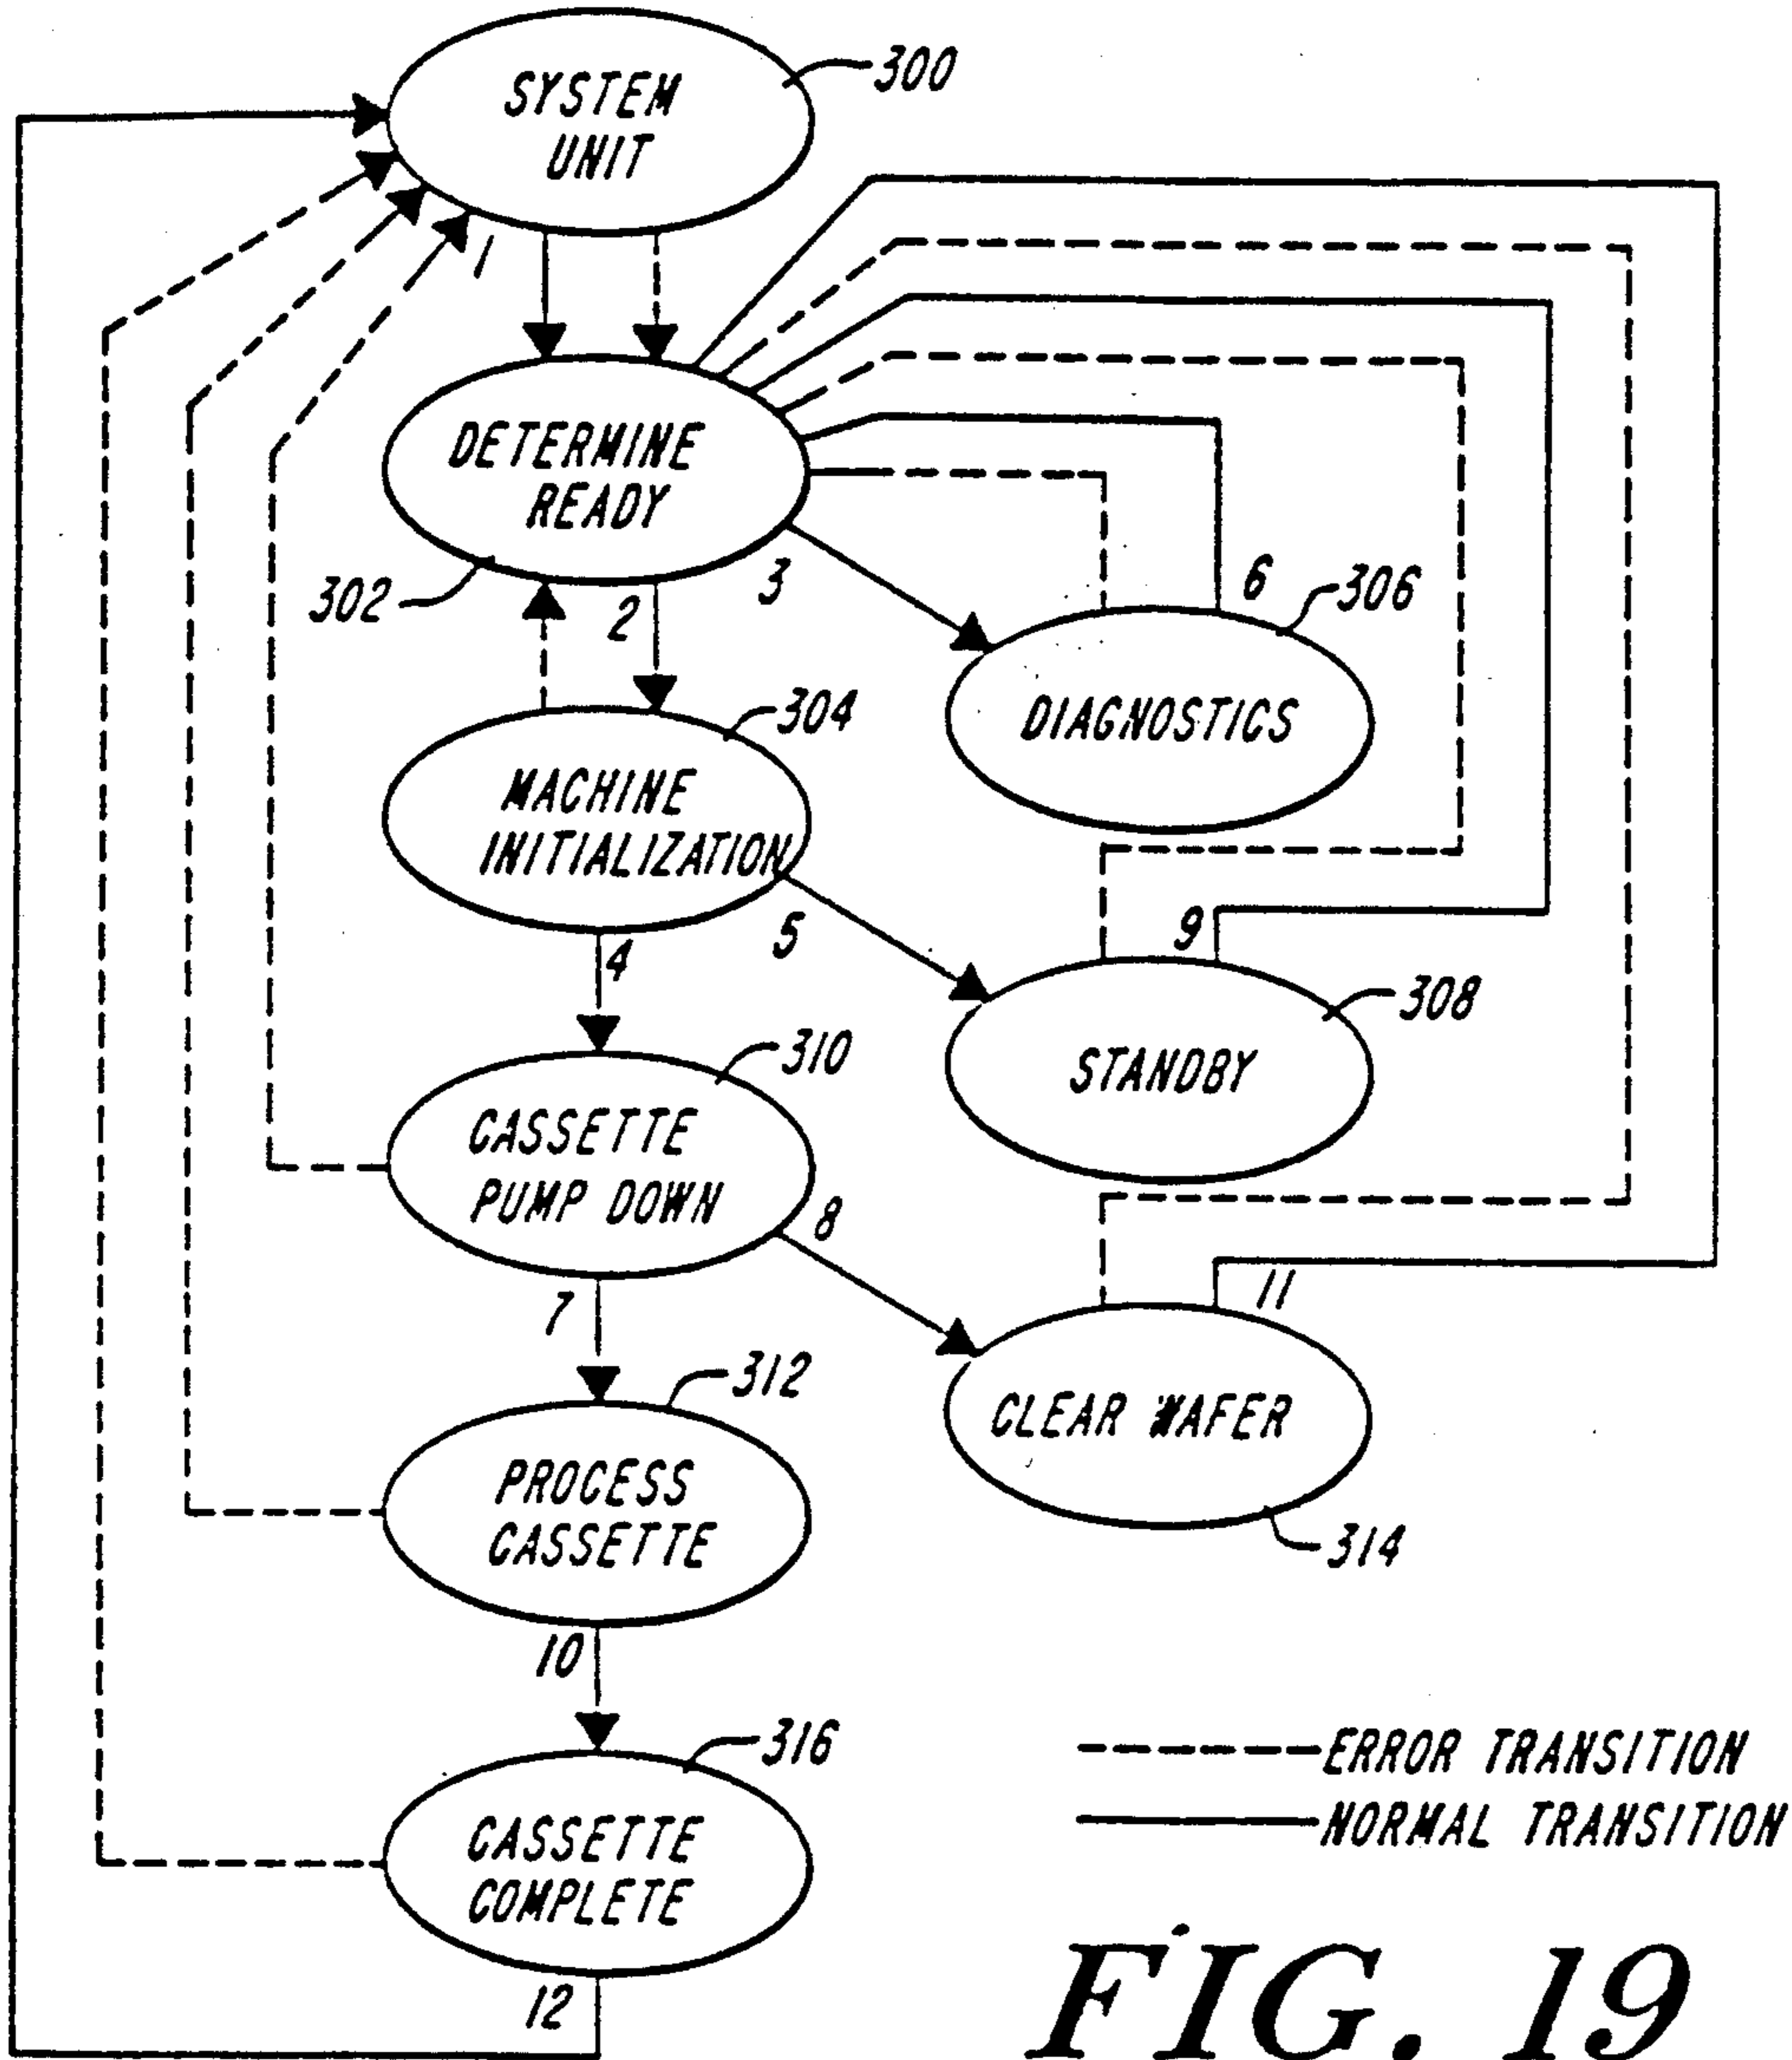 SYSTEM
UNIT
300
1
DETERMINE
READY
302
2
3
6
306
304
DIAGNOSTICS
MACHINE
INITIALIZATION
4
5
9
308
310
STANDBY
CASSETTE
PUMP DOWN
8
7
11
312
CLEAR WAFER
PROCESS
CASSETTE
314
10
316
ERROR TRANSITION
NORMAL TRANSITION
CASSETTE
COMPLETE
12
FIG. 19